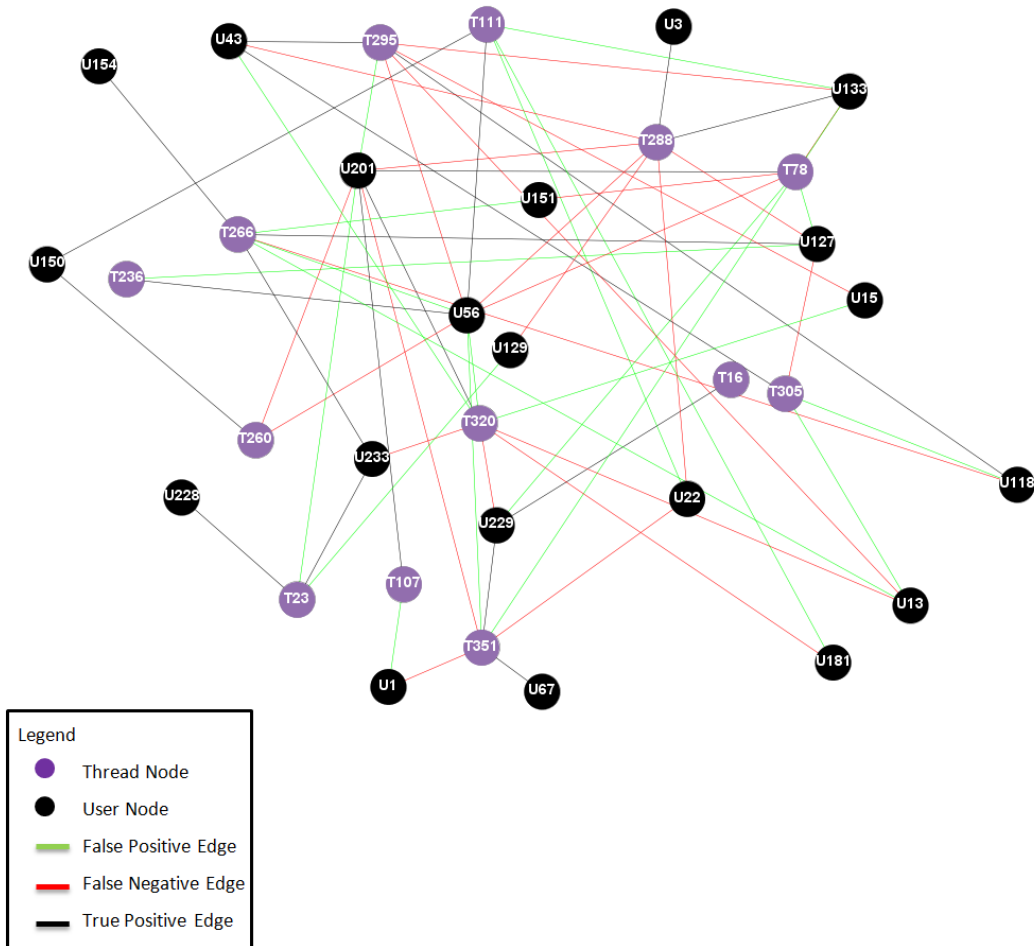 T111
U3
U43
T295
U154
U133
T288
T78
U201
U151
T266
U127
U150
T236
U15
U56
U129
T16
T305
T320
T260
U233
U118
U228
U22
U229
T107
T23
U13
T351
U181
U1
U67
Legend
Thread Node
User Node
False Positive Edge
False Negative Edge
True Positive Edge